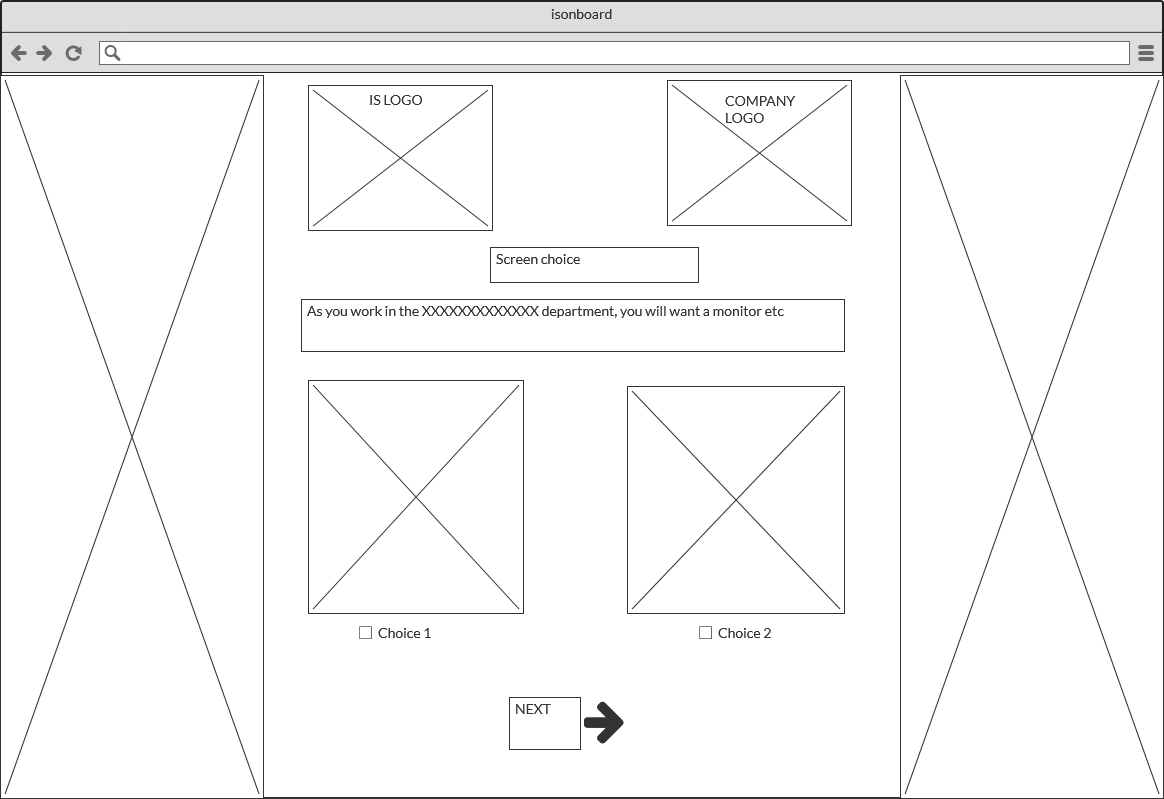 isonboard
IS LOGO
COMPANY
LOGO
Screen choice
As you work in the XXXXXXXXXXXXX department, you will want a monitor etc
Choice 1
Choice 2
NEXT